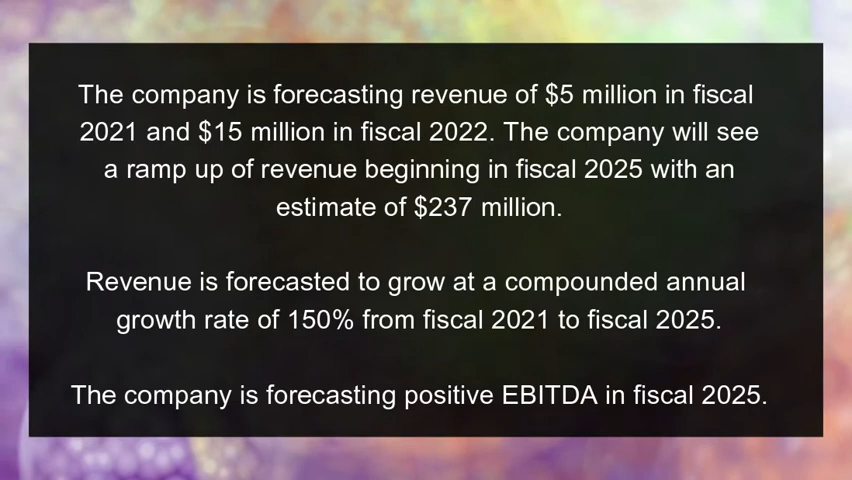 The company is forecasting revenue of $5 million in fiscal
2021 and $15 million in fiscal 2022. The company will see
a ramp up of revenue beginning in fiscal 2025 with an
estimate of $237 million.
Revenue is forecasted to grow at a compounded annual
growth rate of 150% from fiscal 2021 to fiscal 2025.
The company is forecasting positive EBITDA in fiscal 2025.